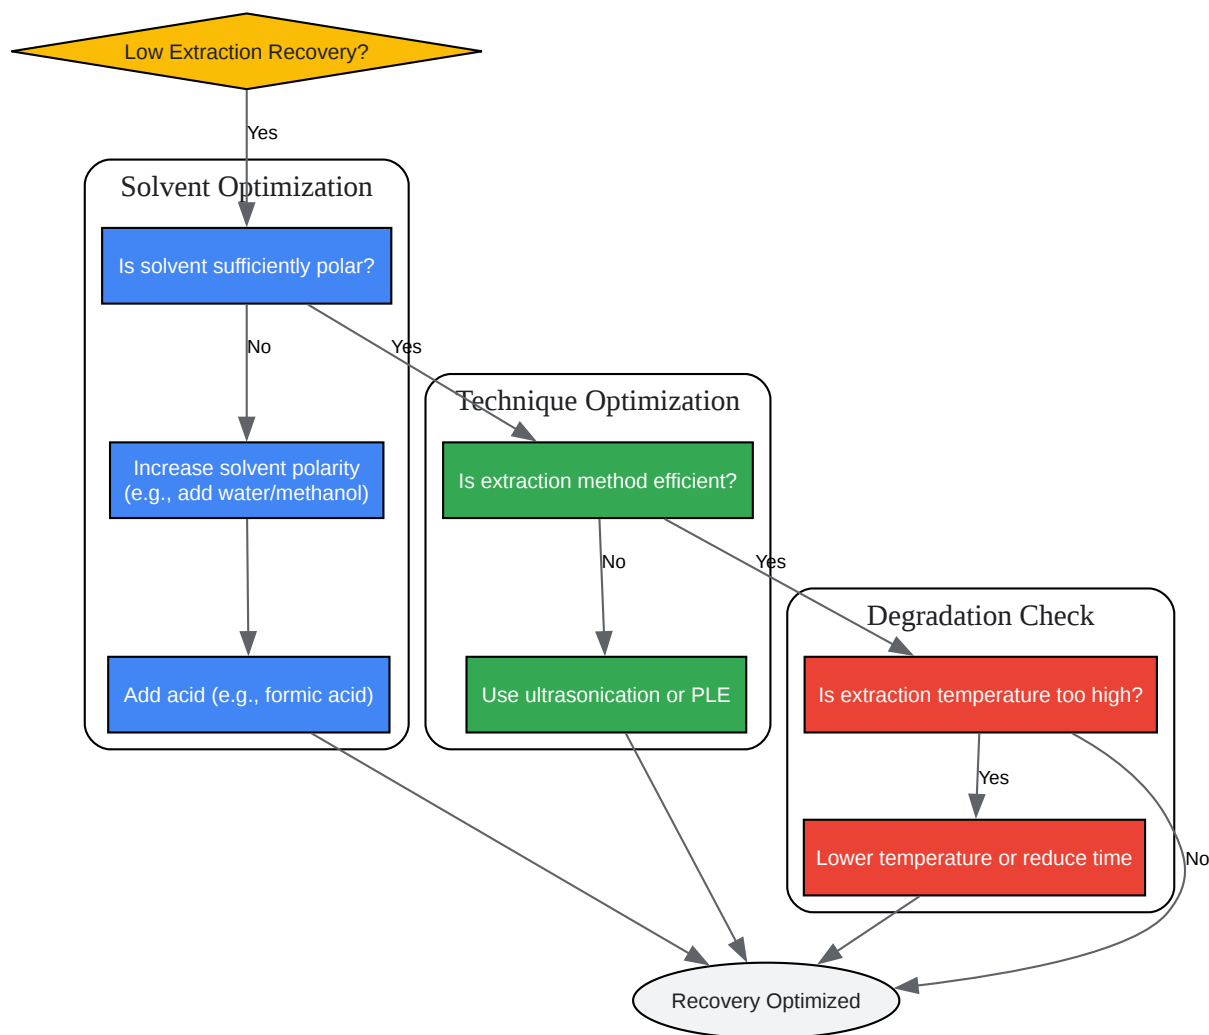 Low Extraction Recovery?
Yes
Solvent Optimization
Is solvent sufficiently polar?
No
Yes
Increase solvent polarity
(e.g., add water/methanol)
Add acid (e.g., formic acid)
Technique Optimization
Is extraction method efficient?
No
Yes
Use ultrasonication or PLE
Degradation Check
Is extraction temperature too high?
Yes
No
Lower temperature or reduce time
Recovery Optimized